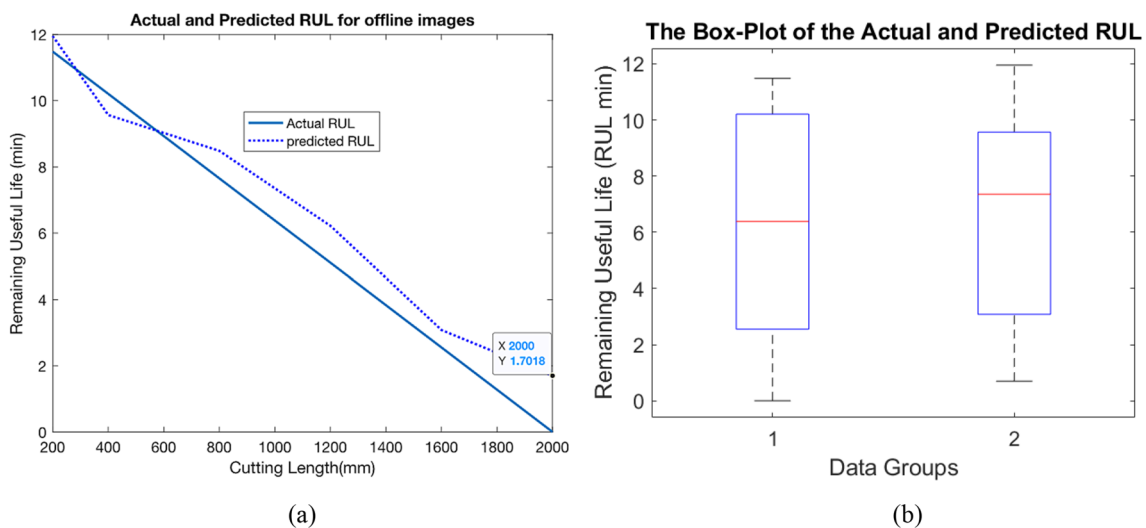 Actual and Predicted RUL for offline images
Remaining Useful Life (min)
12
10
8
6
4
2
0
Actual RUL
predicted RUL
X 2000
Y 1.7018
200 400 600 800 1000 1200 1400 1600 1800 2000
Cutting Length(mm)
(a)
The Box-Plot of the Actual and Predicted RUL
Remaining Useful Life (RUL min)
12
10
8
6
4
2
0
1 2
Data Groups
(b)